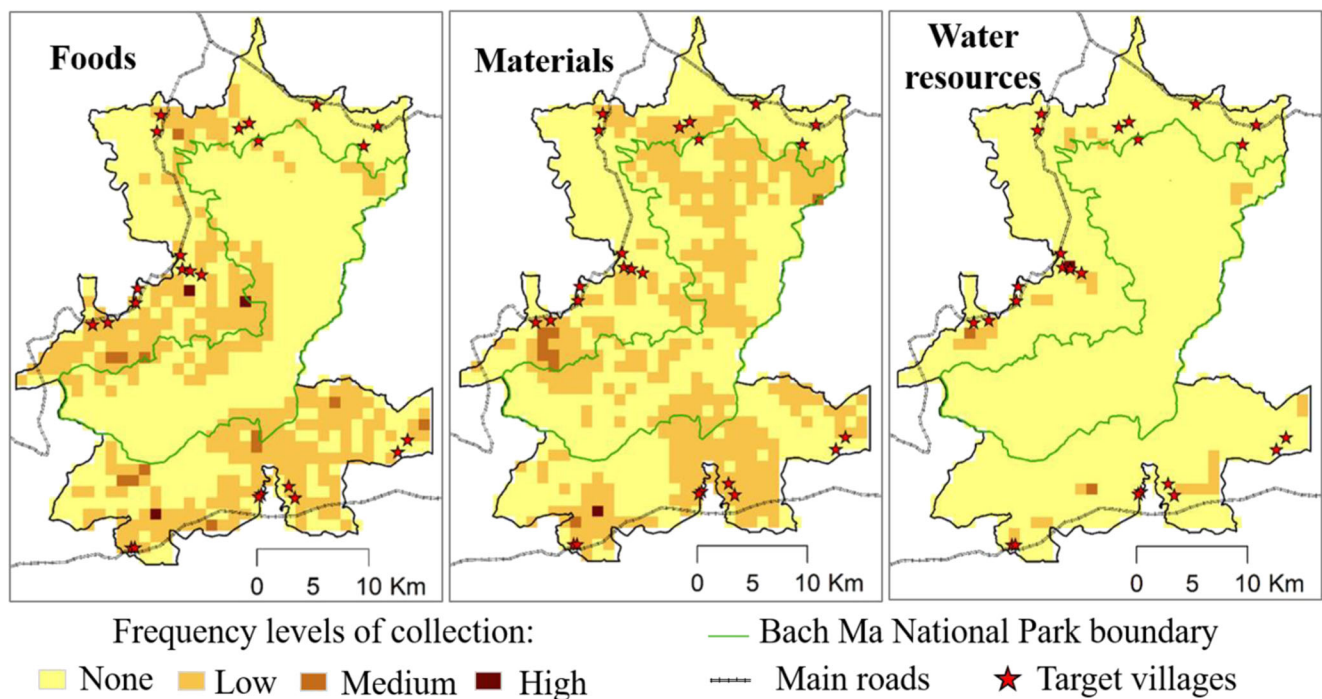 Foods
Materials
Water
resources
0 5 10 Km
0 5 10 Km
0 5 10 Km
Frequency levels of collection:
Bach Ma National Park boundary
None
Low
Medium
High
Main roads
Target villages